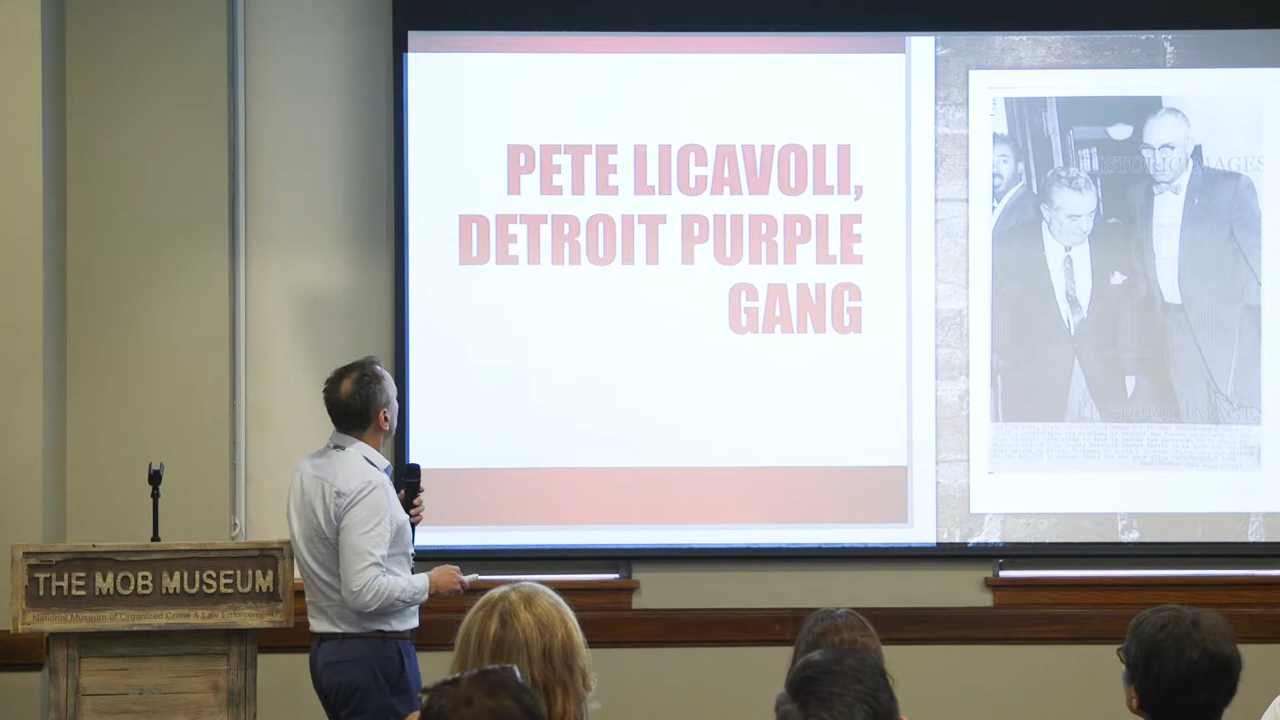 PETE LICAVOLI,
DETROIT PURPLE
GANG
HISTORIC IMAGES
HISTORIC IMAGES
THE MOB MUSEUM
National Museum of Organized Crime & Law Enforcement